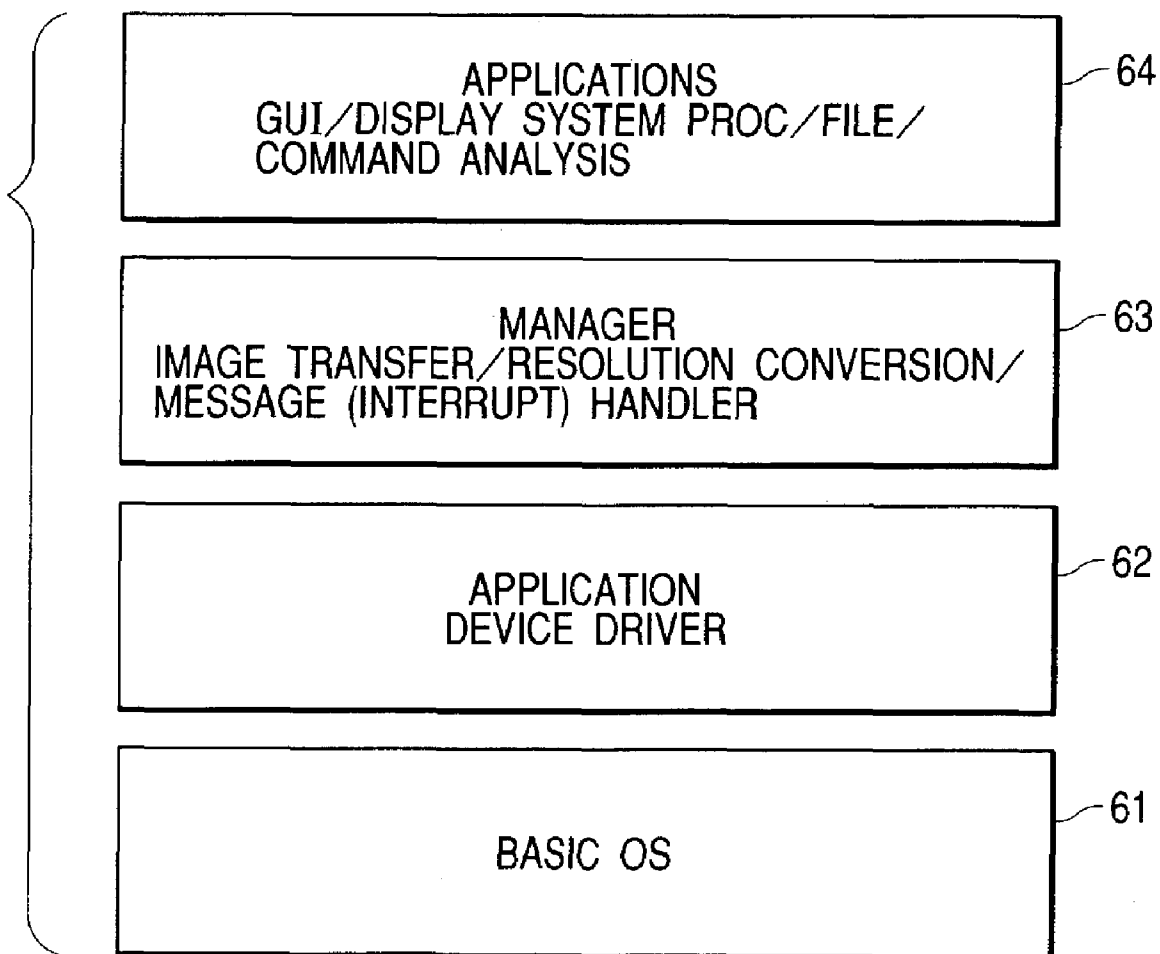 APPLICATIONS
GUI/DISPLAY SYSTEM PROC/FILE/
COMMAND ANALYSIS
64
MANAGER
IMAGE TRANSFER/RESOLUTION CONVERSION/
MESSAGE (INTERRUPT) HANDLER
63
APPLICATION
DEVICE DRIVER
62
BASIC OS
61